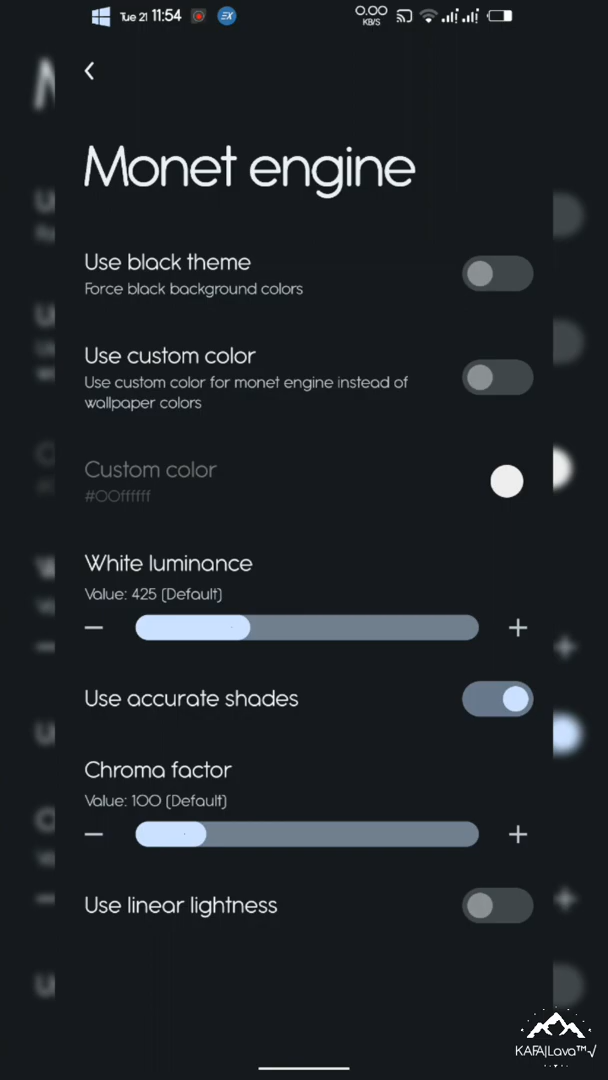 Tue 21 11:54 EX 0.00 KB/S
Monet engine
Use black theme
Force black background colors
Use custom color
Use custom color for monet engine instead of
wallpaper colors
Custom color
#00ffffff
White luminance
Value: 425 (Default)
Use accurate shades
Chroma factor
Value: 100 (Default)
Use linear lightness
KAFA|Lava™√